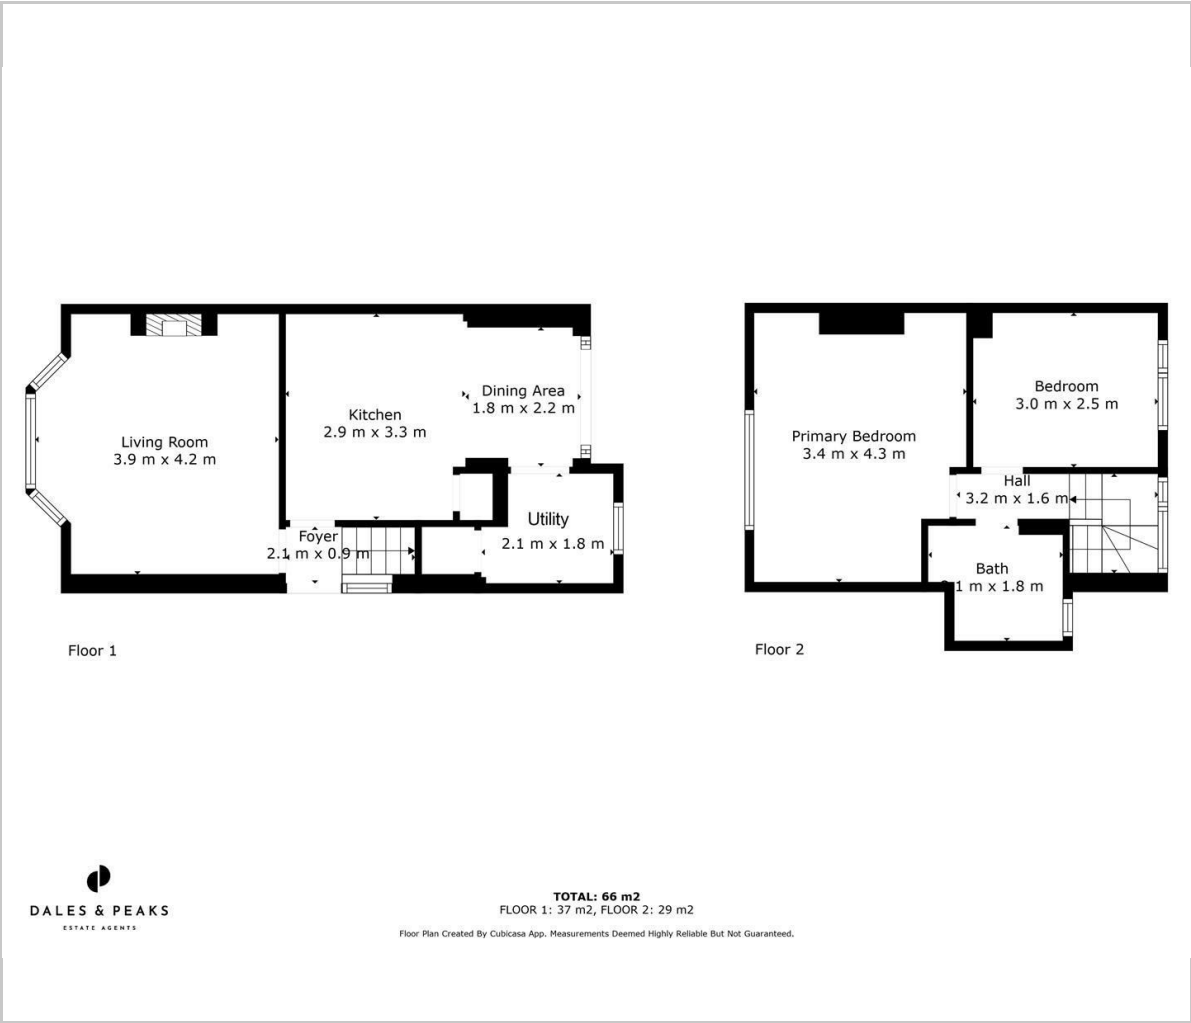 Living Room
3.9 m x 4.2 m
Kitchen
2.9 m x 3.3 m
Dining Area
1.8 m x 2.2 m
Utility
2.1 m x 1.8 m
Foyer
2.1 m x 0.9 m
Floor 1
Primary Bedroom
3.4 m x 4.3 m
Bedroom
3.0 m x 2.5 m
Hall
3.2 m x 1.6 m
Bath
m x 1.8 m
Floor 2
DALES & PEAKS
ESTATE AGENTS
TOTAL: 66 m2
FLOOR 1: 37 m2, FLOOR 2: 29 m2
Floor Plan Created By Cubicasa App. Measurements Deemed Highly Reliable But Not Guaranteed.